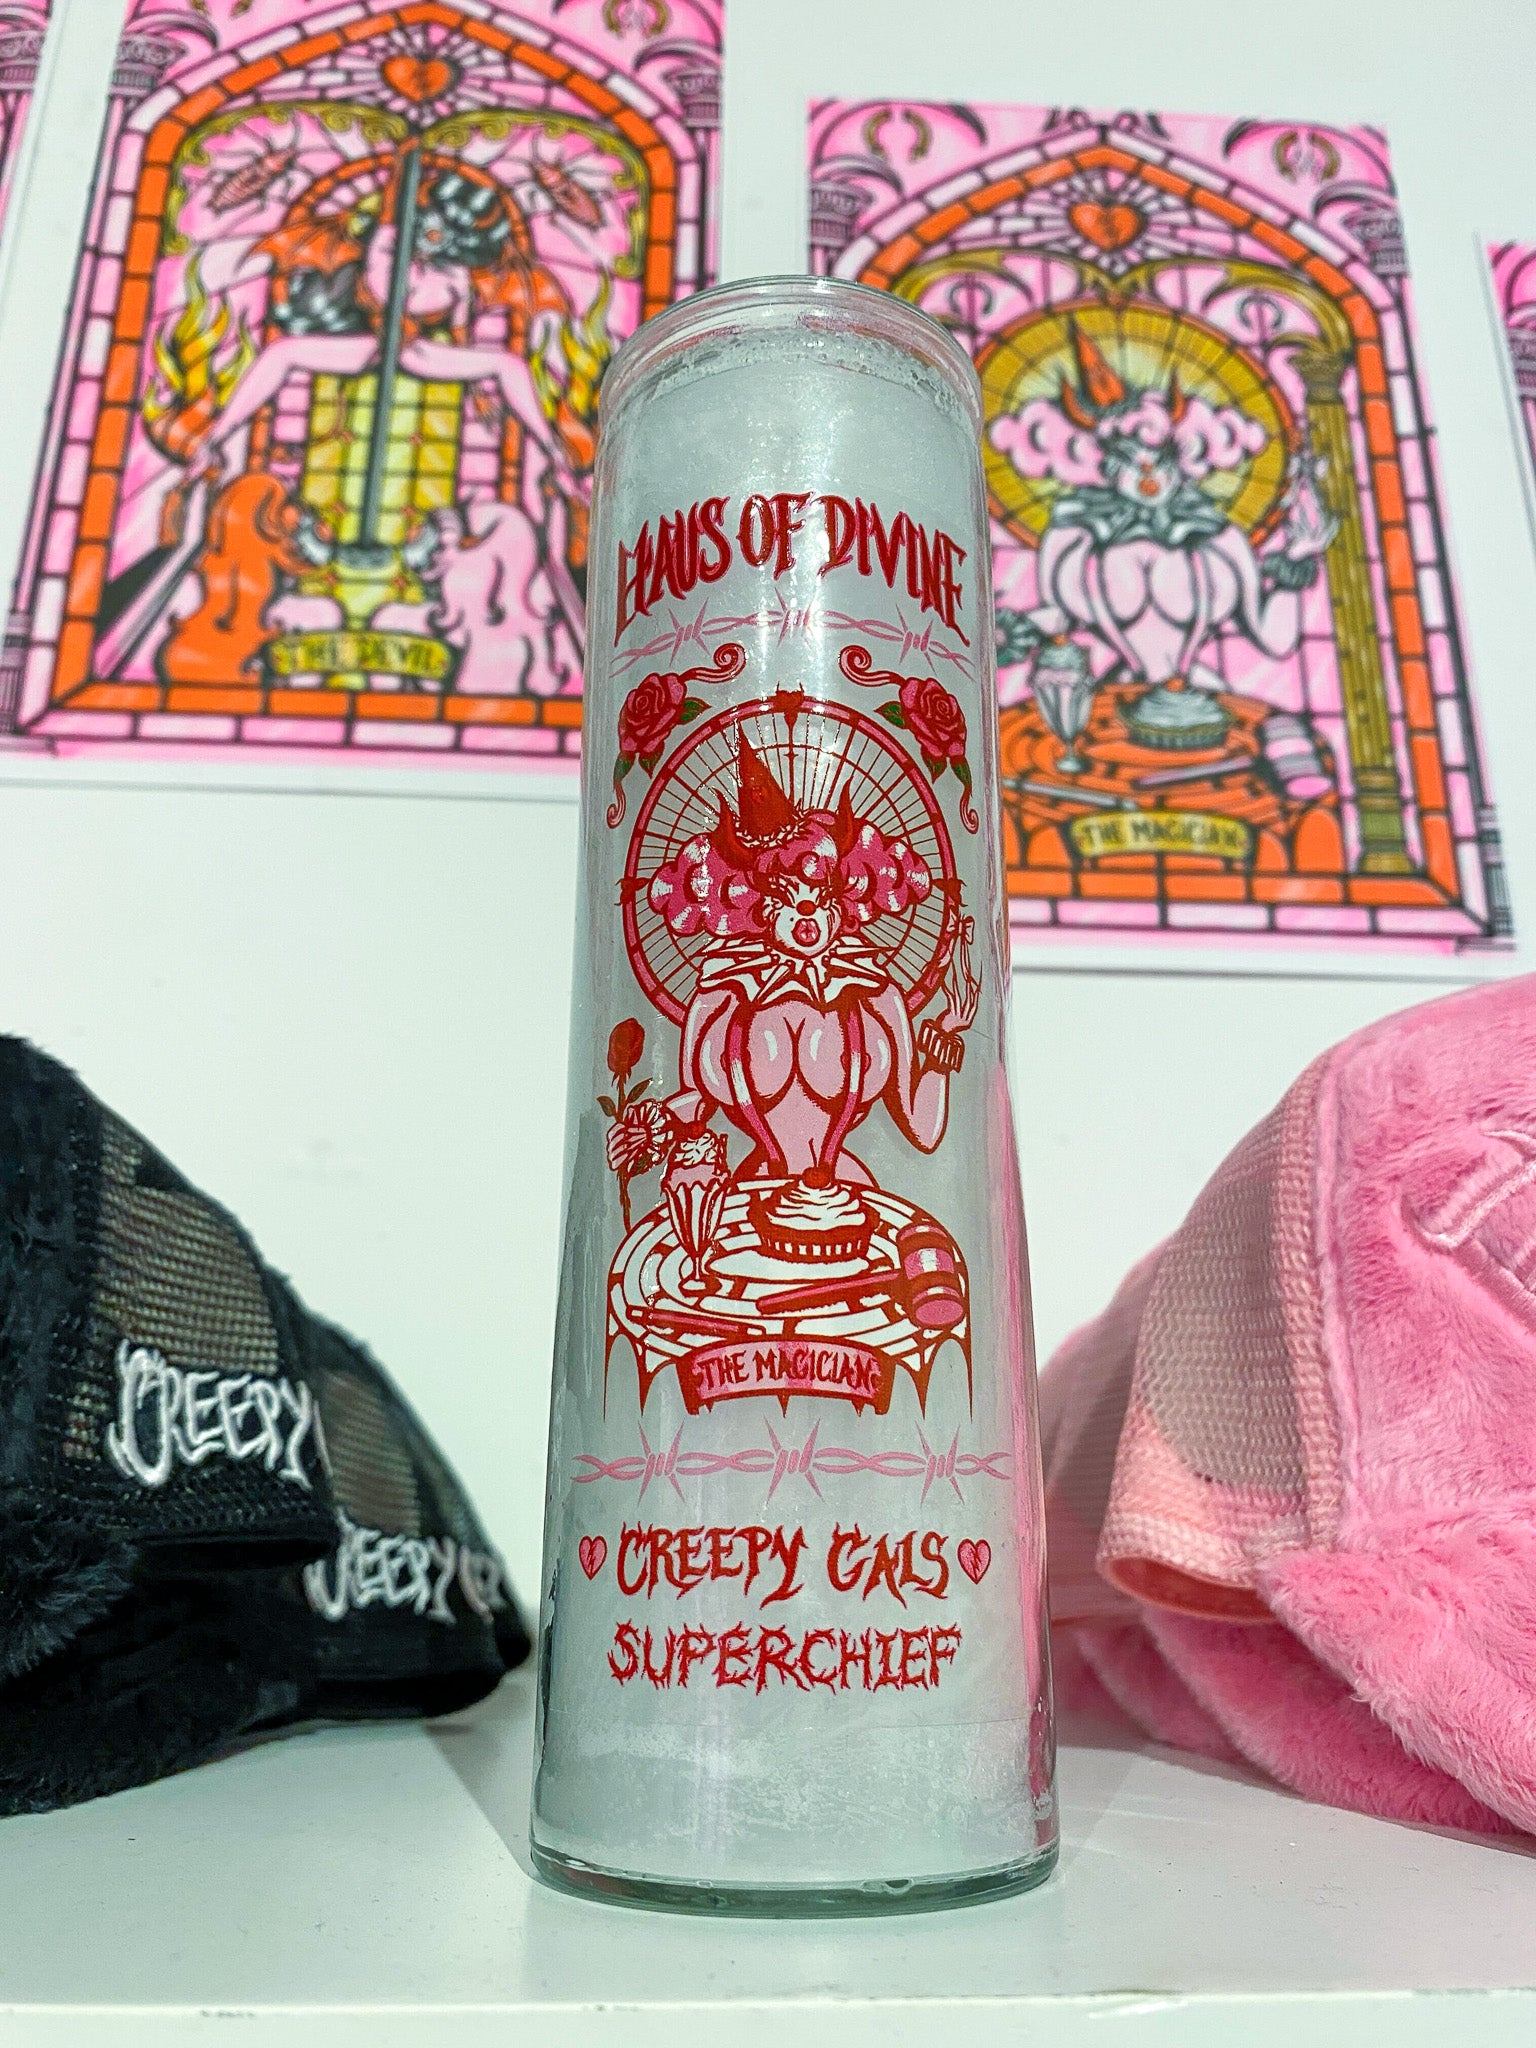 THE DEVIL
THE MAGICIAN
HAUS OF DIVINE
THE MAGICIAN
CREEPY GALS
SUPERCHIEF
CREEPY
CREEPY